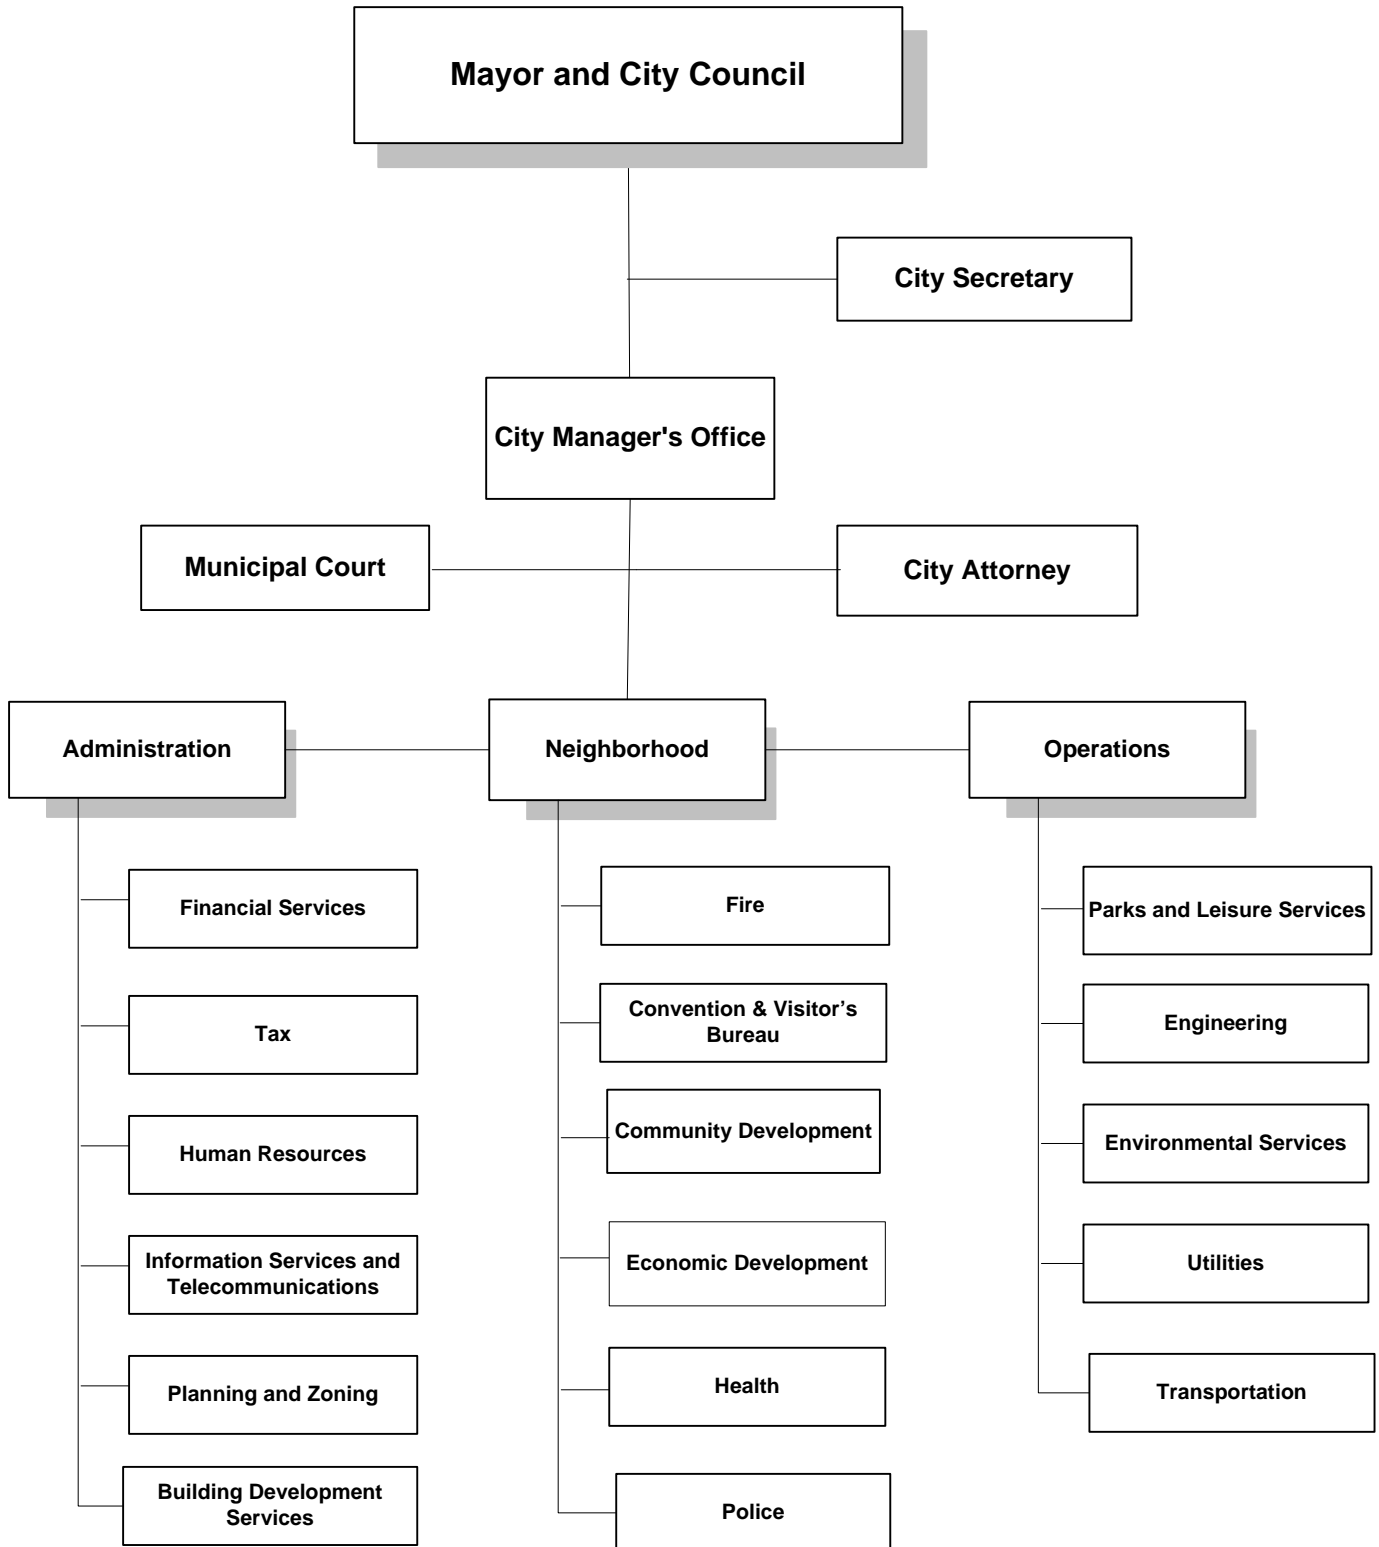 Mayor and City Council
City Secretary
City Manager's Office
Municipal Court
City Attorney
Administration
Neighborhood
Operations
Financial Services
Tax
Human Resources
Information Services and
Telecommunications
Planning and Zoning
Building Development
Services
Fire
Convention & Visitor’s
Bureau
Community Development
Economic Development
Health
Police
Parks and Leisure Services
Engineering
Environmental Services
Utilities
Transportation